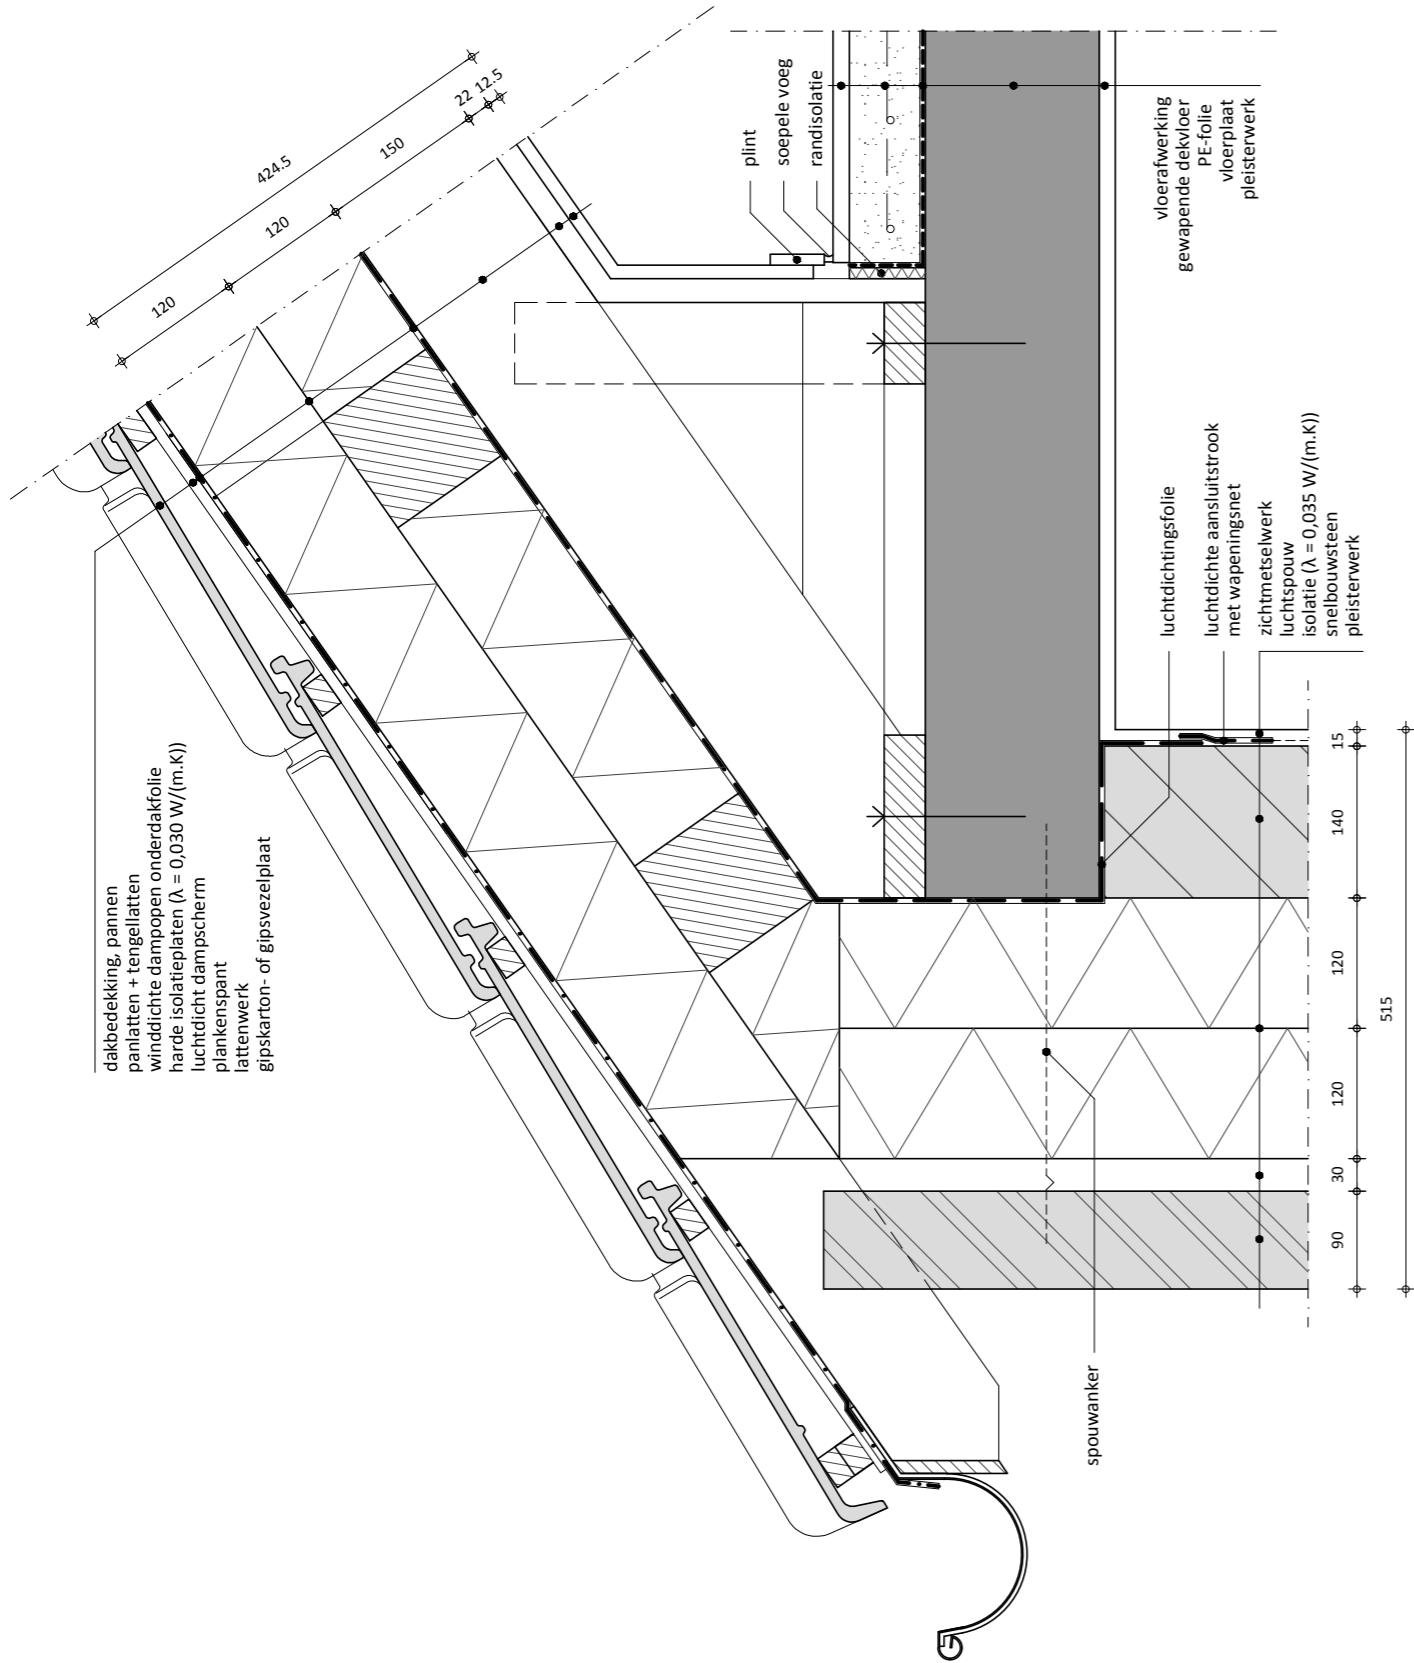 424.5
120
120
150
22 12.5
plint
soepele voeg
randisolatie
vloerafwerking
gewapende dekvloer
PE-folie
vloerplaat
pleisterwerk
dakbedekking, pannen
panlatten + tengellatten
winddichte dampopen onderdakfolie
harde isolatieplaten (λ = 0,030 W/(m.K))
luchtdicht dampscherm
plankenspant
lattenwerk
gipskarton- of gipsvezelplaat
luchtdichtingsfolie
luchtdichte aansluitstrook
met wapeningsnet
zichtmetselwerk
luchtspouw
isolatie (λ = 0,035 W/(m.K))
snelbouwsteen
pleisterwerk
spouwanker
15
140
120
120
30
90
515